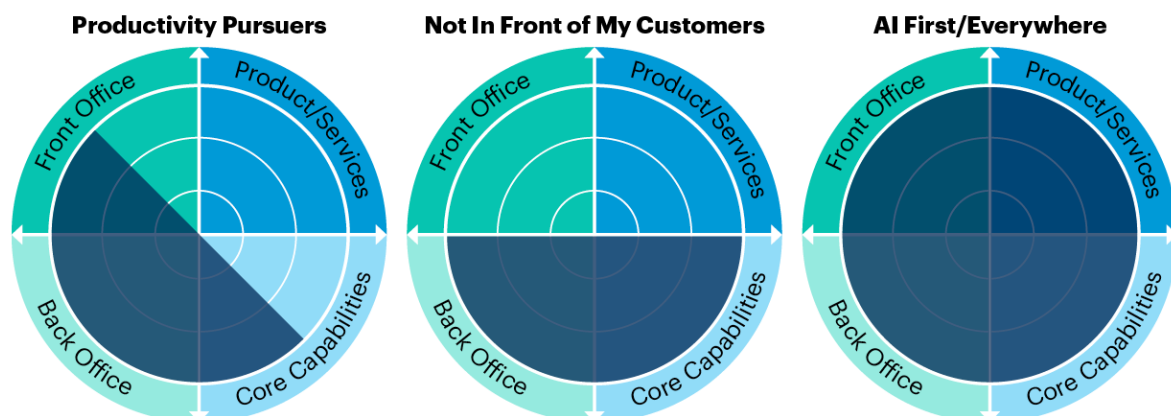 Productivity Pursuers
Front Office
Product/Services
Back Office
Core Capabilities
Not In Front of My Customers
Front Office
Product/Services
Back Office
Core Capabilities
AI First/Everywhere
Front Office
Product/Services
Back Office
Core Capabilities